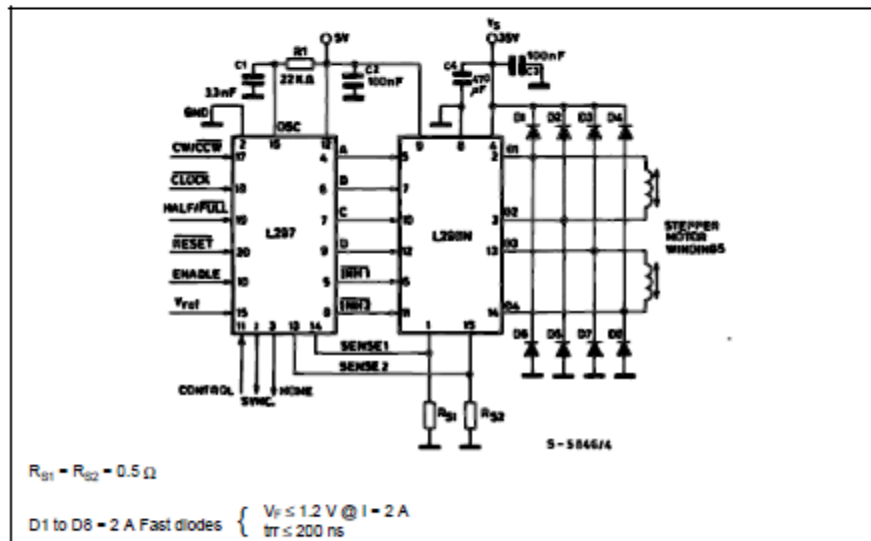 5V
Vs
36V
R1
22KΩ
C1
3.3nF
C2
100nF
C4
470
µF
100nF
C3
GND
OSC
D1 D2 D3 D4
2 16 12
9 8 4
CW/CCW 17
4 A 5
2 O1
CLOCK 18
6 B 7
HALF/FULL 19
7 C 10
3 O2
L297
L298N
STEPPER
MOTOR
WINDINGS
RESET 20
9 D 12
13 O3
ENABLE 10
5 INH1 6
Vref 15
8 INH2 11
14 O4
11 1 3 13 14
1 15
D5 D6 D7 D8
SENSE 1
SENSE 2
CONTROL
SYNC.
HOME
RS1
RS2
S-5846/4
RS1 = RS2 = 0.5 Ω
D1 to D8 = 2 A Fast diodes { VF ≤ 1.2 V @ I = 2 A
trr ≤ 200 ns